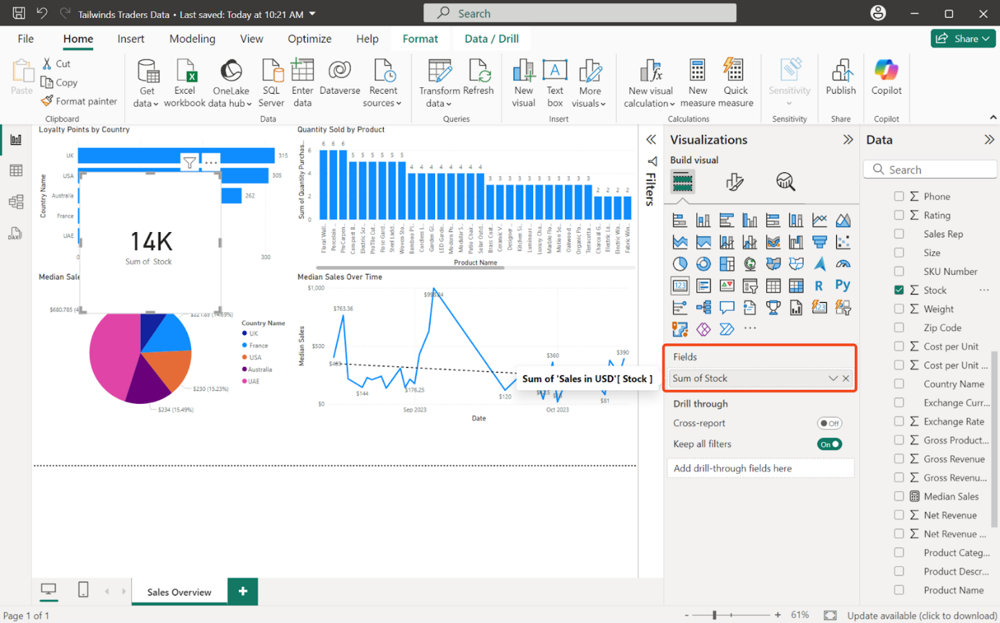 Tailwinds Traders Data • Last saved: Today at 10:21 AM
Search
File Home Insert Modeling View Optimize Help Format Data / Drill
Share
Paste
Cut
Copy
Format painter
Clipboard
Get data
Excel workbook
OneLake data hub
SQL Server
Enter data
Dataverse
Recent sources
Data
Transform data
Refresh
Queries
New visual
Text box
More visuals
Insert
New visual calculation
New measure
Quick measure
Calculations
Sensitivity
Sensitivity
Publish
Share
Copilot
Copilot
DAX
Loyalty Points by Country
Country Name
UK
315
USA
305
Australia
262
France
UAE
0
300
14K
Sum of Stock
Quantity Sold by Product
Sum of Quantity Purchas...
6
4
2
0
6 6 6 5 5 5 5 5 5 4 4 4 4 4 4 4 4 3 3 3 3 3 3 3 3 3 3 3 2 2 2 2
Floral Wall..
Porcelain ..
ProCarpen..
Compost B..
Electric Scr..
ProTile Cut..
Rose Gard..
Steel Ladd..
Woven Sto..
Bamboo Pl..
Cordless L..
Garden Gl..
LED Garde..
Modern Pe..
Modular S..
Patio Chair..
Solar Outd..
Brass Coat..
Ceramic V..
Designer ..
Kitchen Si..
Luminous ..
Luxury Cha..
Marble Flo..
Motion Se..
Oakwood d..
Organic Po..
Terracotta ..
Charcoal G..
Electric La..
Electric Wa..
Fabric Win..
Product Name
Median Sale
$680.785 (4
$221.85 (14.69%)
$230 (15.23%)
$234 (15.49%)
Country Name
UK
France
USA
Australia
UAE
Median Sales Over Time
Median Sales
$1,000
$500
$0
$763.36
$144
$176.25
$120
$360
$390
$81
Sep 2023
Oct 2023
Date
Sum of 'Sales in USD'[ Stock ]
Filters
Visualizations
Build visual
123
R
Py
123
Fields
Sum of Stock
Drill through
Cross-report
Off
Keep all filters
On
Add drill-through fields here
Data
Search
Phone
Rating
Sales Rep
Size
SKU Number
Stock
Weight
Zip Code
Cost per Unit
Cost per Unit ...
Country Name
Exchange Curr...
Exchange Rate
Gross Product...
Gross Revenue
Gross Revenu...
Median Sales
Net Revenue
Net Revenue ...
Product Categ...
Product Descr...
Product Name
Sales Overview
Page 1 of 1
61%
Update available (click to download)